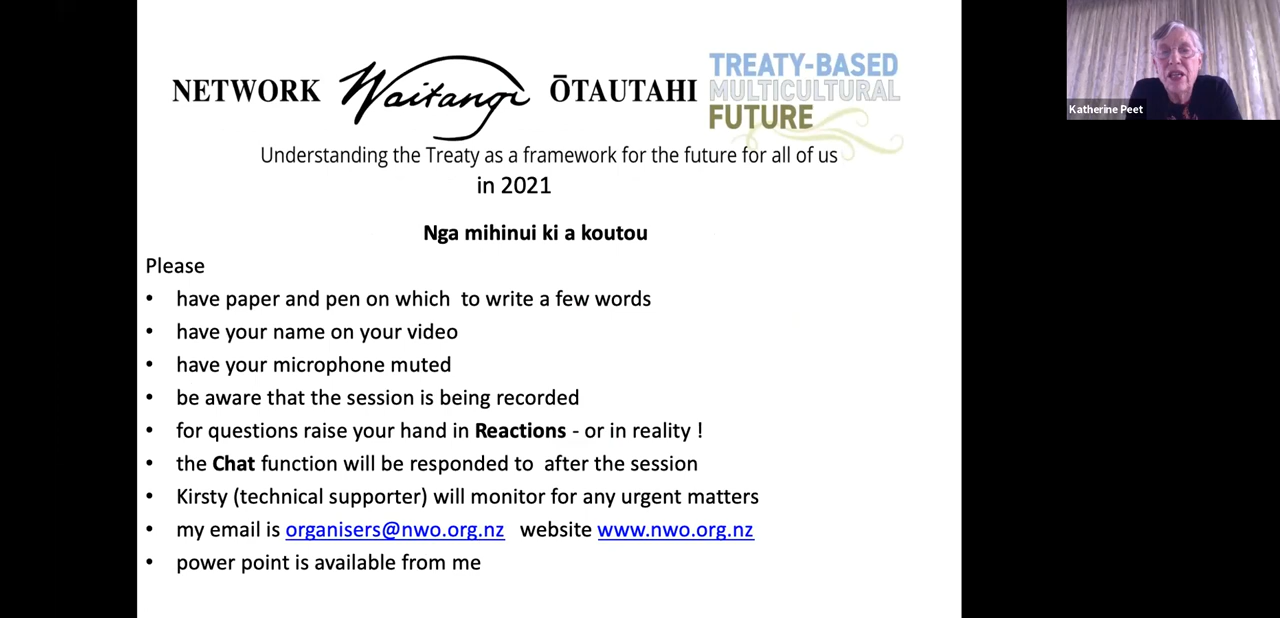 NETWORK Waitangi ŌTAUTAHI
TREATY-BASED
MULTICULTURAL
FUTURE
Understanding the Treaty as a framework for the future for all of us
in 2021
Nga mihinui ki a koutou
Please
• have paper and pen on which to write a few words
• have your name on your video
• have your microphone muted
• be aware that the session is being recorded
• for questions raise your hand in Reactions - or in reality !
• the Chat function will be responded to after the session
• Kirsty (technical supporter) will monitor for any urgent matters
• my email is organisers@nwo.org.nz website www.nwo.org.nz
• power point is available from me
Katherine Peet